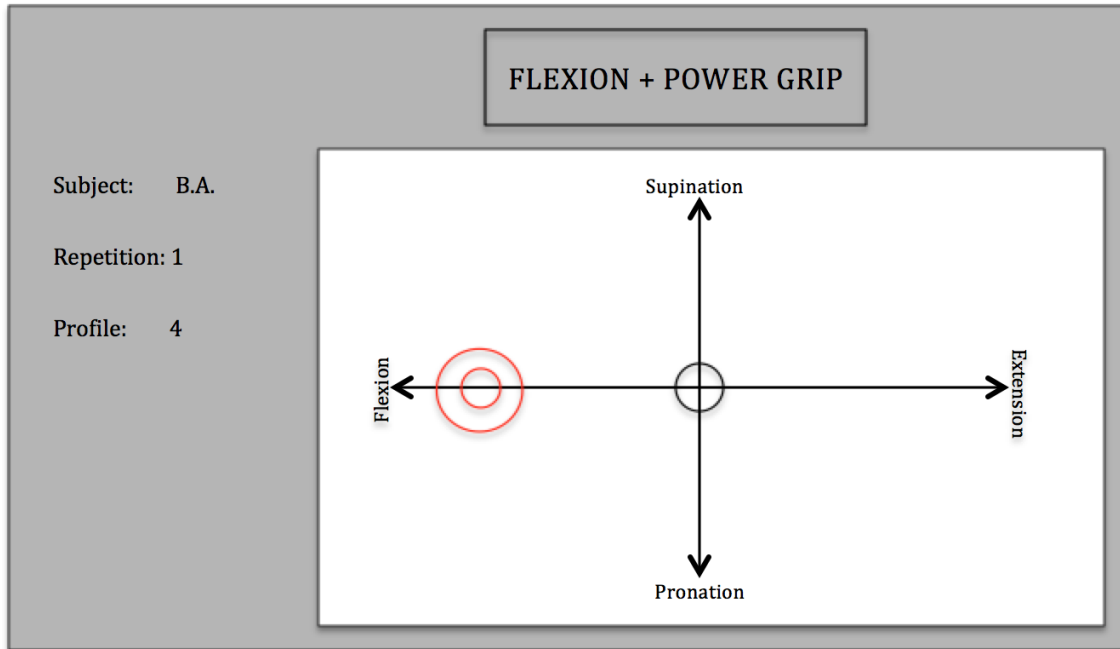 FLEXION + POWER GRIP
Subject: B.A.
Repetition: 1
Profile: 4
Supination
Flexion
Extension
Pronation